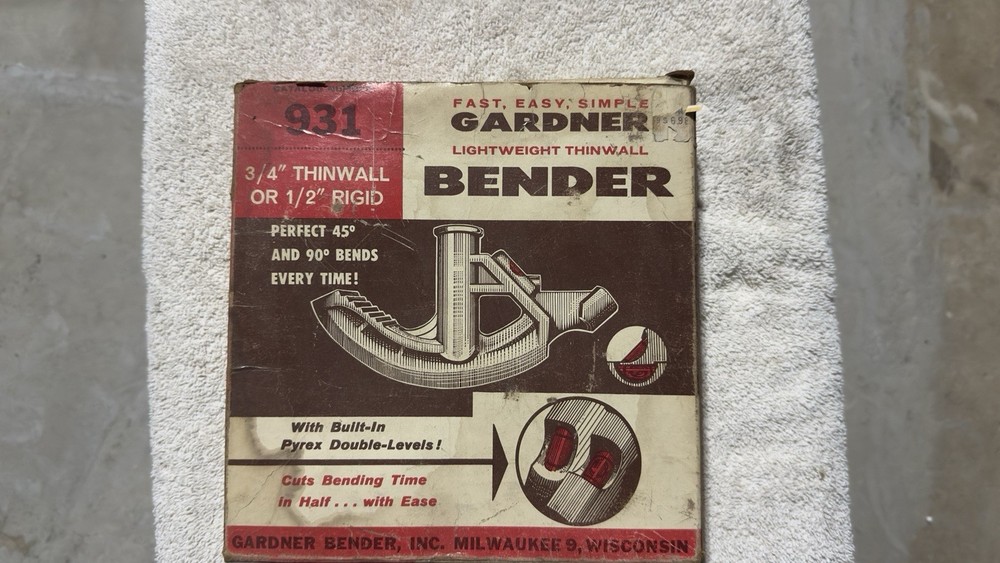 CATALOG NUMBER
931
3/4" THINWALL
OR 1/2" RIGID
FAST, EASY, SIMPLE
GARDNER
LIGHTWEIGHT THINWALL
BENDER
PERFECT 45°
AND 90° BENDS
EVERY TIME!
With Built-In
Pyrex Double-Levels!
Cuts Bending Time
in Half . . . with Ease
GARDNER BENDER, INC. MILWAUKEE 9, WISCONSIN